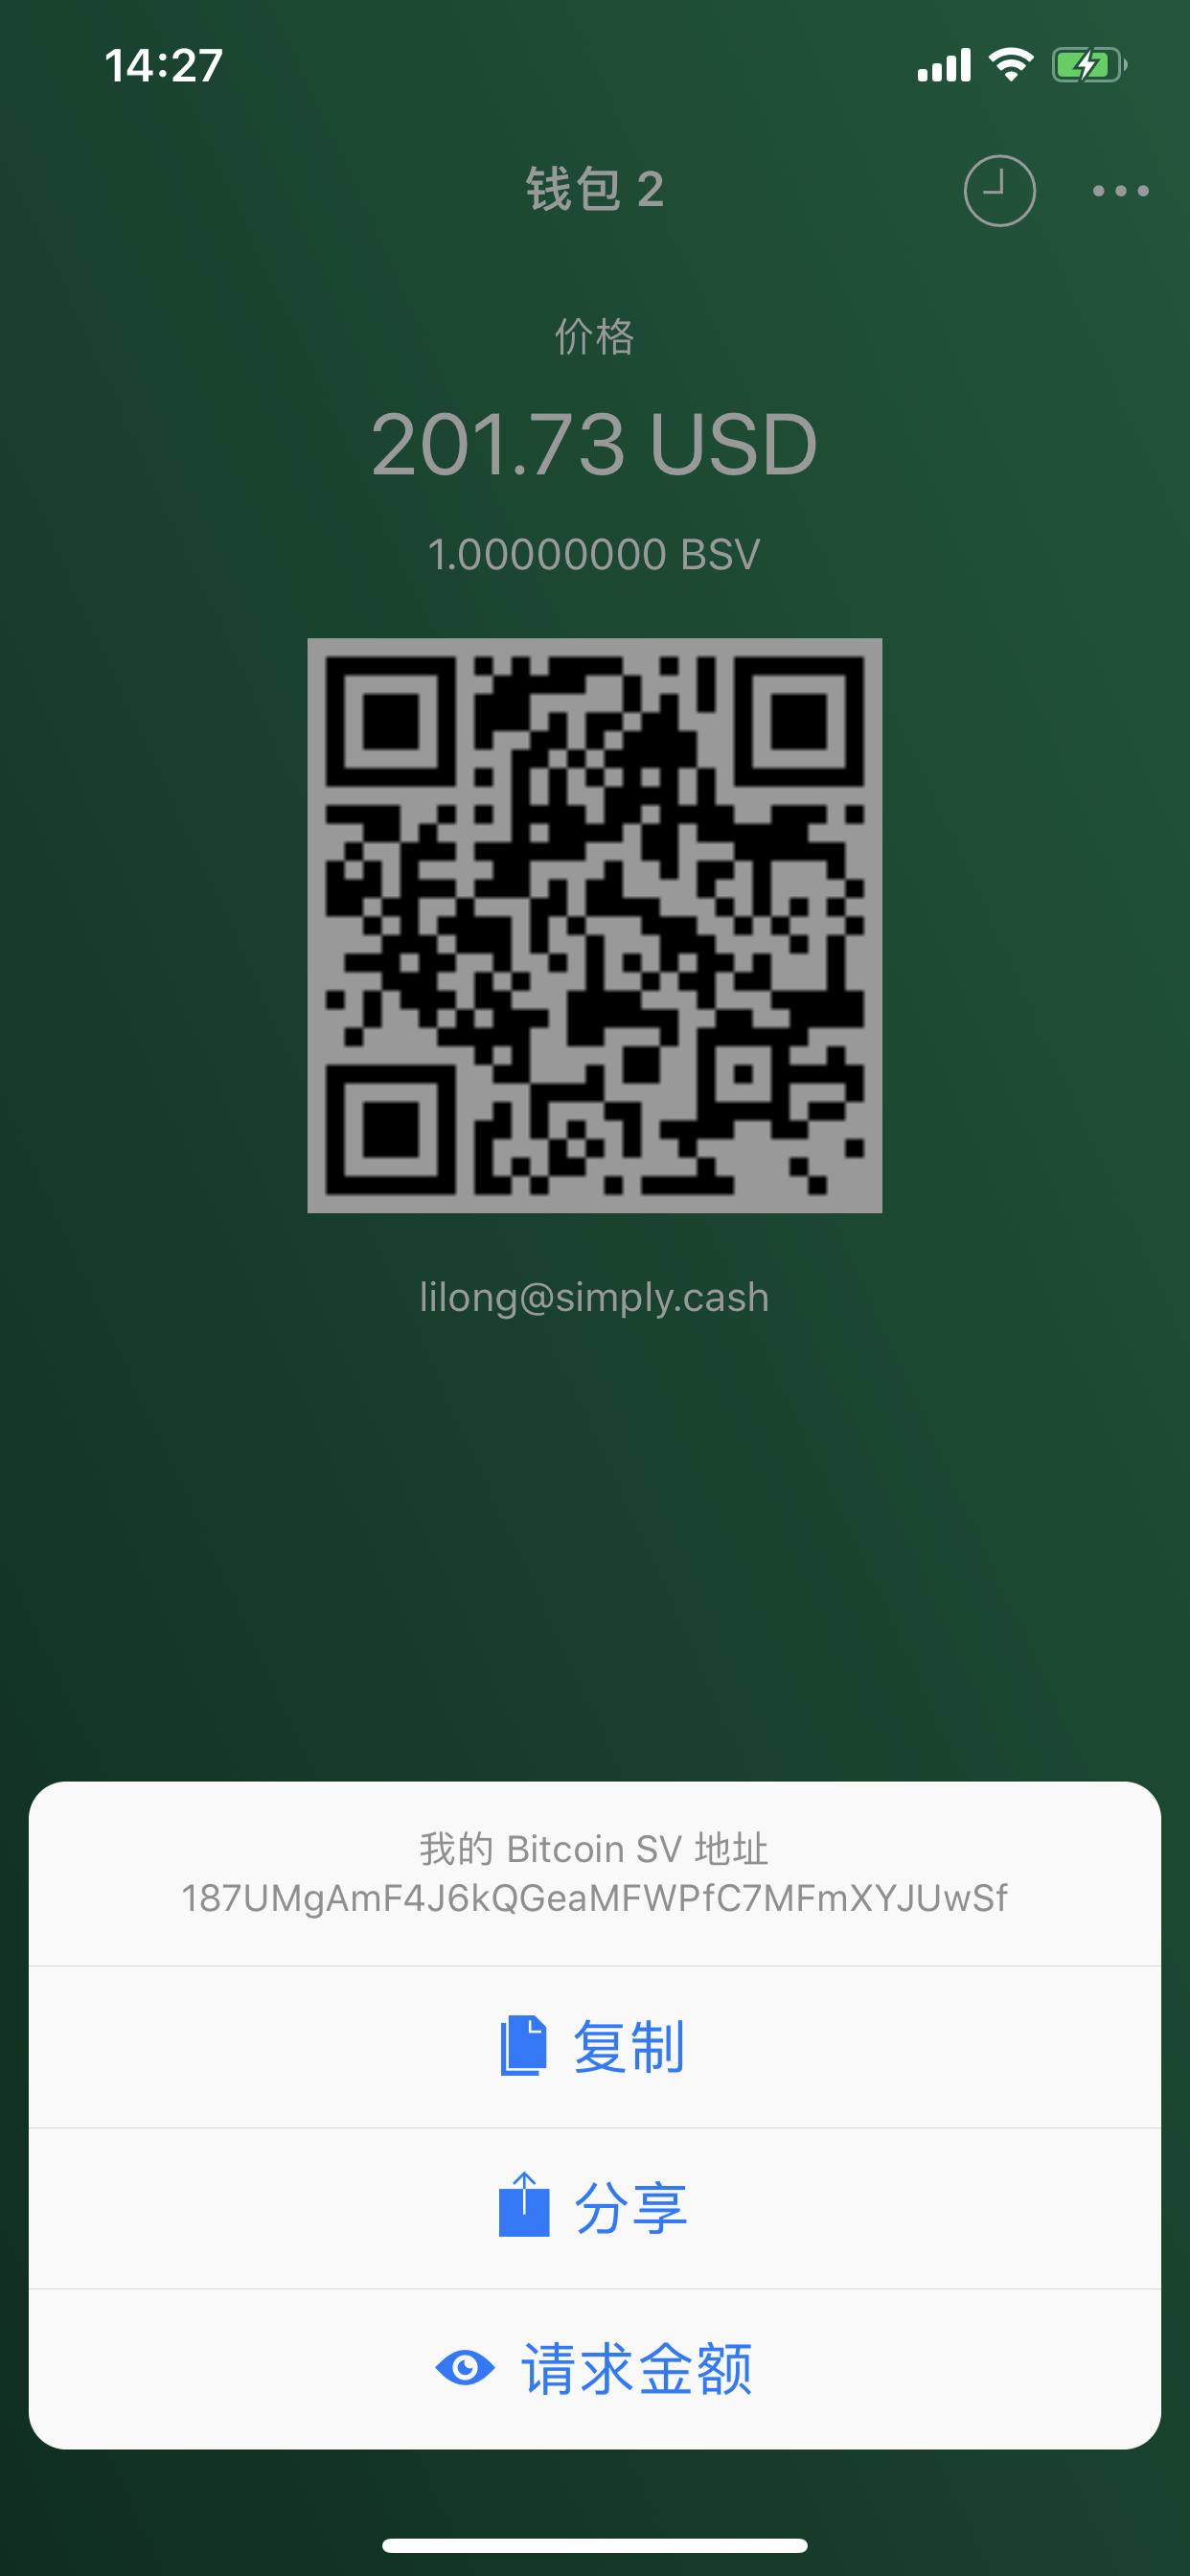 14:27
钱包 2
价格
201.73 USD
1.00000000 BSV
lilong@simply.cash
我的 Bitcoin SV 地址
187UMgAmF4J6kQGeaMFWPfC7MFmXYJUwSf
复制
分享
请求金额